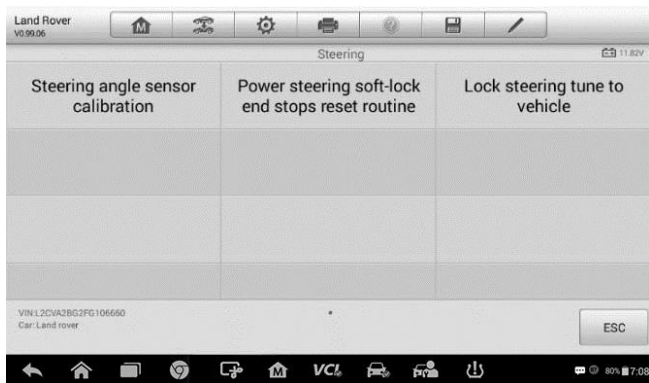 Land Rover
V0.99.06
Steering
11.82V
Steering angle sensor
calibration
Power steering soft-lock
end stops reset routine
Lock steering tune to
vehicle
VIN:L2CVA2BG2FG106660
Car: Land rover
ESC
VCI
80% 7:08